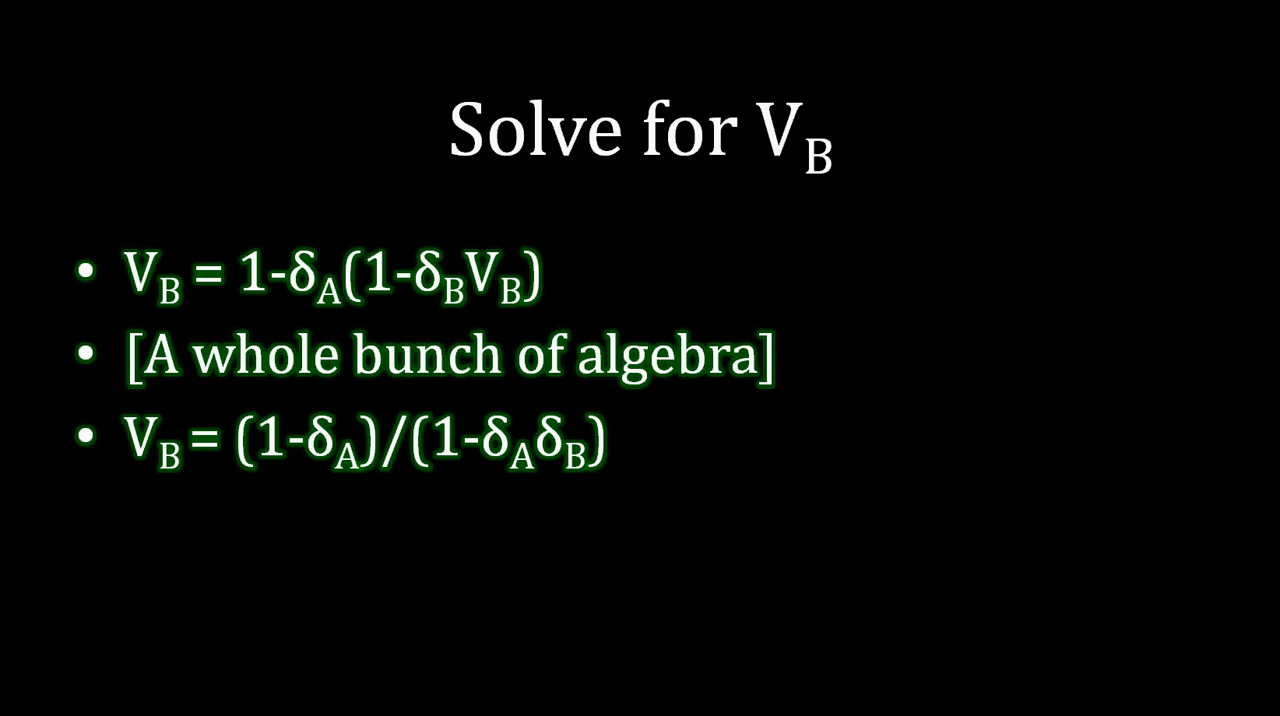 Solve for V_B
• V_B = 1-δ_A(1-δ_BV_B)
• [A whole bunch of algebra]
• V_B = (1-δ_A)/(1-δ_Aδ_B)